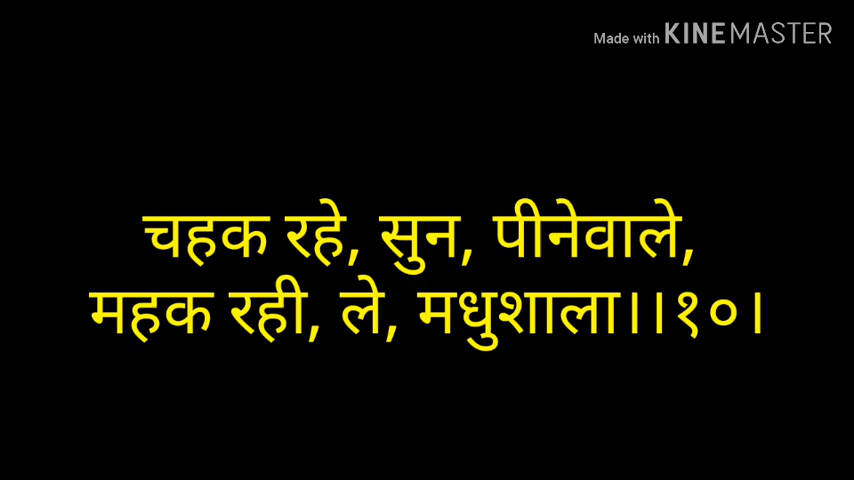 Made with KINEMASTER
चहक रहे, सुन, पीनेवाले,
महक रही, ले, मधुशाला।।१०।